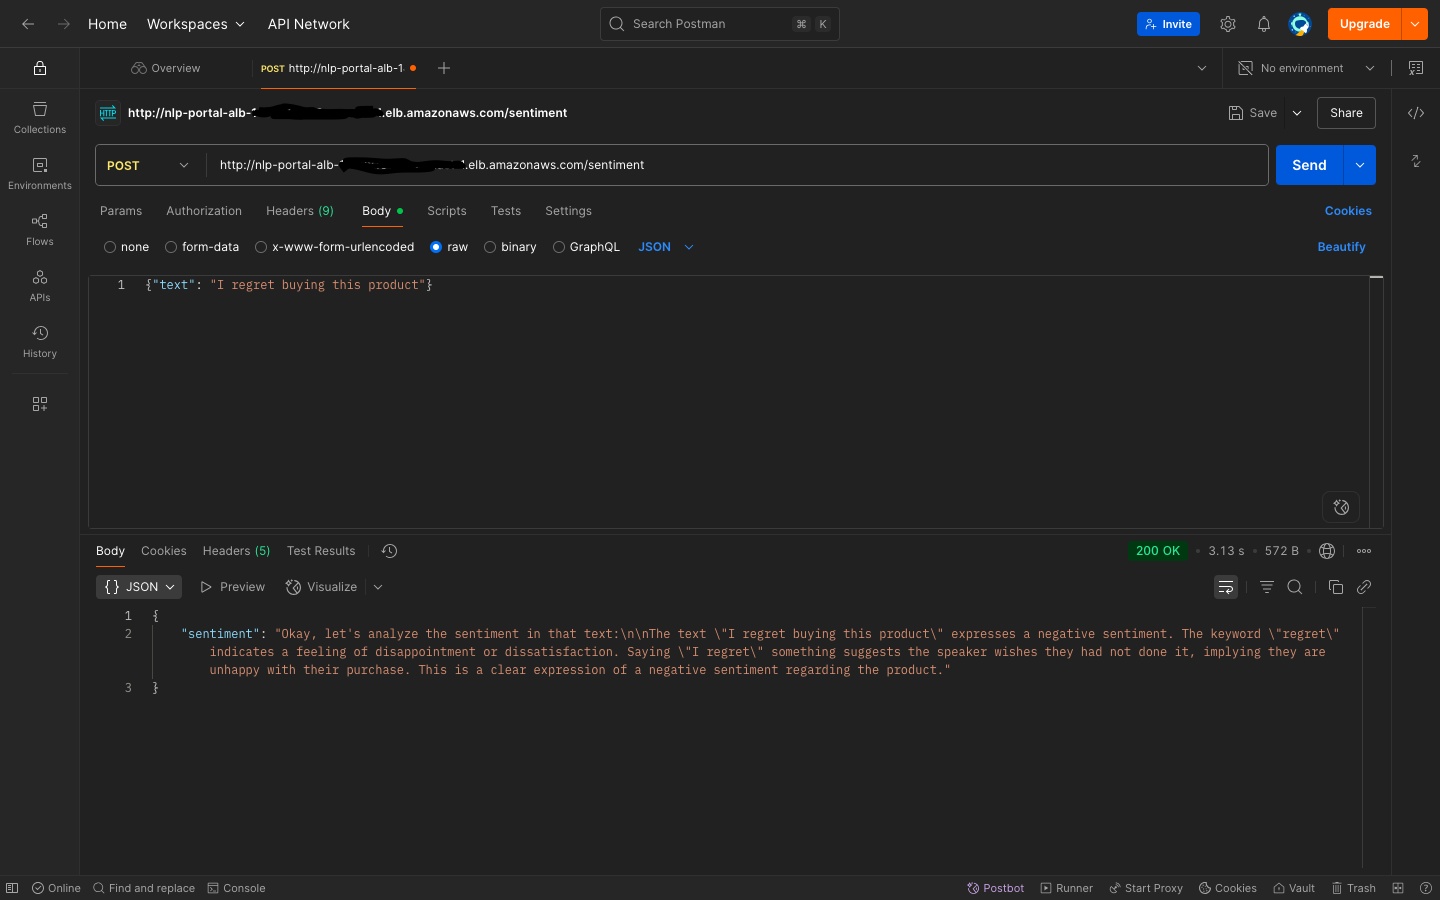 Home Workspaces API Network Search Postman ⌘ K Invite Upgrade
Overview POST http://nlp-portal-alb-1 No environment
HTTP http://nlp-portal-alb- .elb.amazonaws.com/sentiment Save Share
POST http://nlp-portal-alb- .elb.amazonaws.com/sentiment Send
Collections
Environments
Flows
APIs
History
Params Authorization Headers (9) Body Scripts Tests Settings Cookies
none form-data x-www-form-urlencoded raw binary GraphQL JSON Beautify
1 {"text": "I regret buying this product"}
Body Cookies Headers (5) Test Results 200 OK 3.13 s 572 B
{} JSON Preview Visualize
1 {
2 "sentiment": "Okay, let's analyze the sentiment in that text:\n\nThe text \"I regret buying this product\" expresses a negative sentiment. The keyword \"regret\"
indicates a feeling of disappointment or dissatisfaction. Saying \"I regret\" something suggests the speaker wishes they had not done it, implying they are
unhappy with their purchase. This is a clear expression of a negative sentiment regarding the product."
3 }
Online Find and replace Console Postbot Runner Start Proxy Cookies Vault Trash